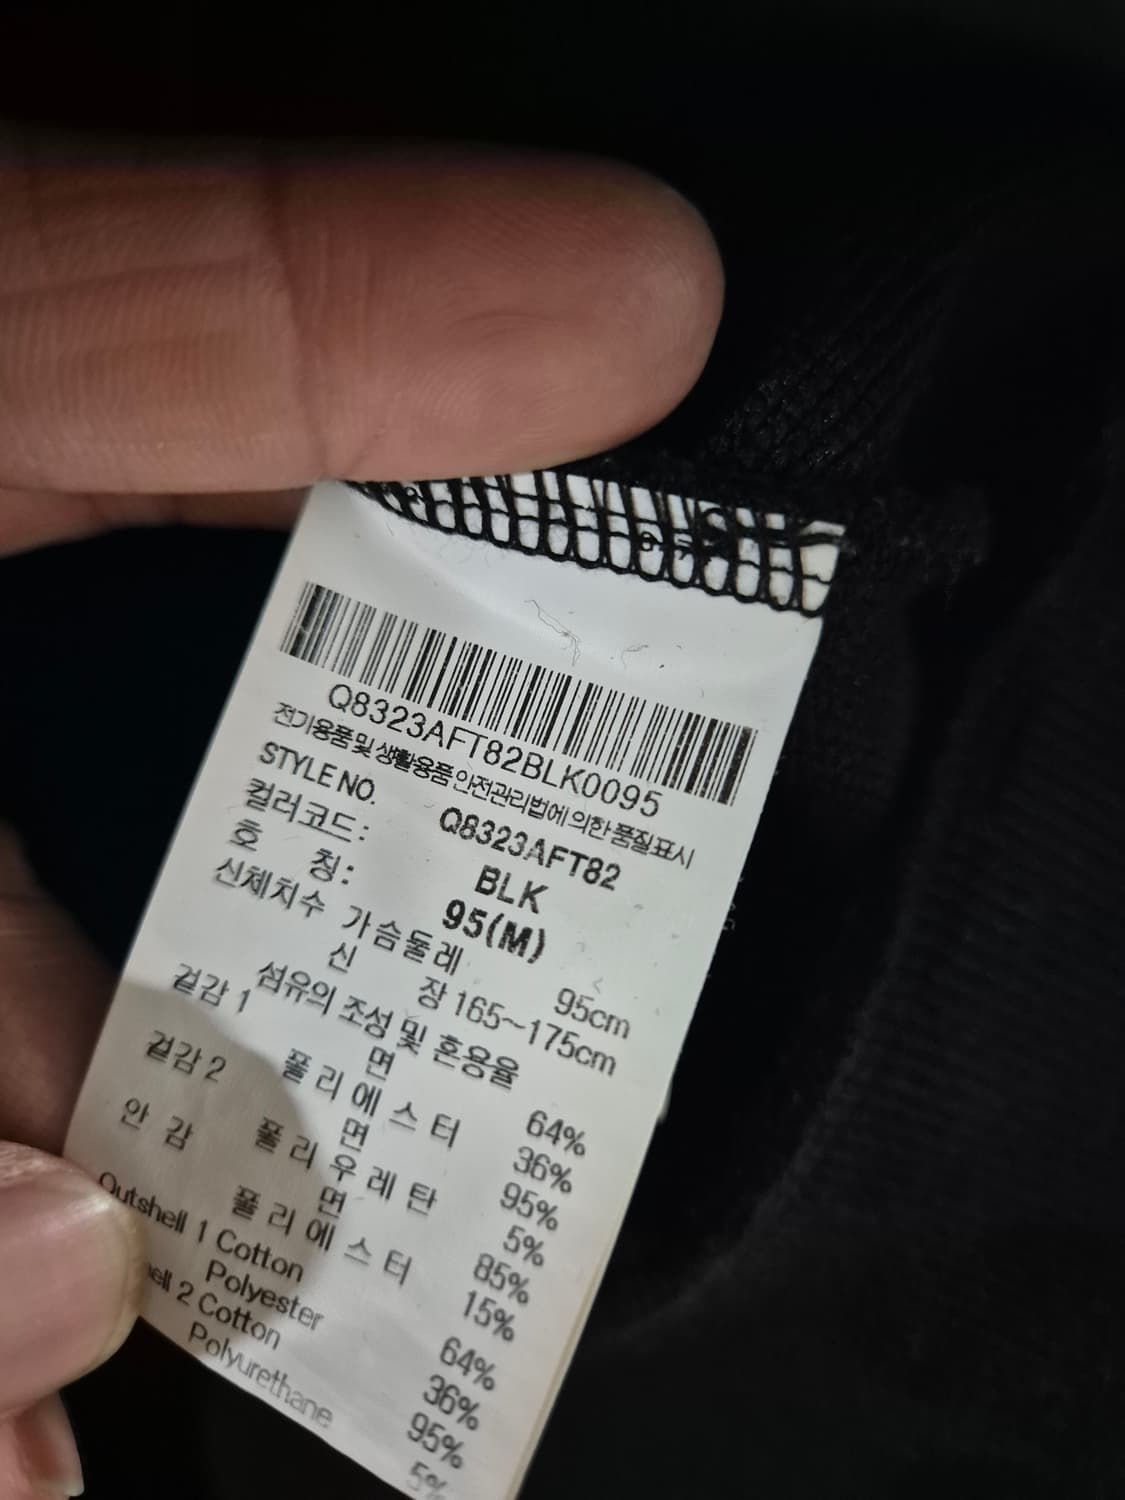 Q8323AFT82BLK0095
전기용품 및 생활용품 안전관리법에 의한 품질표시
STYLE NO. Q8323AFT82
컬러코드: BLK
호 칭: 95(M)
신체치수 가슴둘레 95cm
신 장 165~175cm
섬유의 조성 및 혼용율
겉감 1 면 64%
폴리에스터 36%
겉감 2 면 95%
폴리우레탄 5%
안 감 면 85%
폴리에스터 15%
Outshell 1 Cotton 64%
Polyester 36%
ell 2 Cotton 95%
Polyurethane 5%